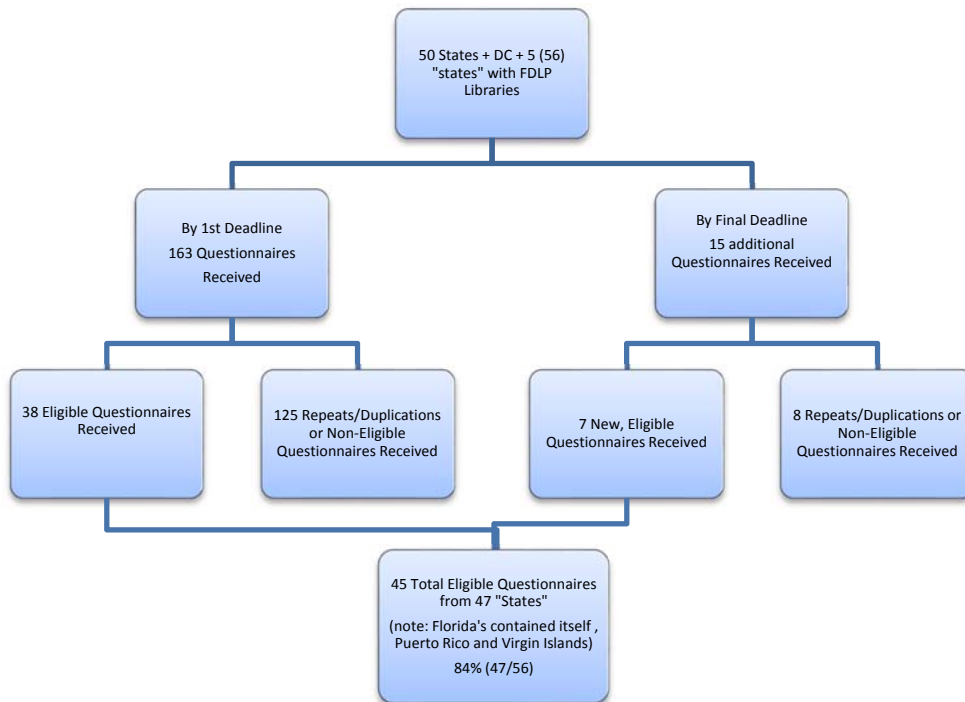 50 States + DC + 5 (56)
"states" with FDLP
Libraries
By 1st Deadline
163 Questionnaires
Received
By Final Deadline
15 additional
Questionnaires Received
38 Eligible Questionnaires
Received
125 Repeats/Duplications
or Non-Eligible
Questionnaires Received
7 New, Eligible
Questionnaires Received
8 Repeats/Duplications or
Non-Eligible
Questionnaires Received
45 Total Eligible Questionnaires
from 47 "States"
(note: Florida's contained itself ,
Puerto Rico and Virgin Islands)
84% (47/56)